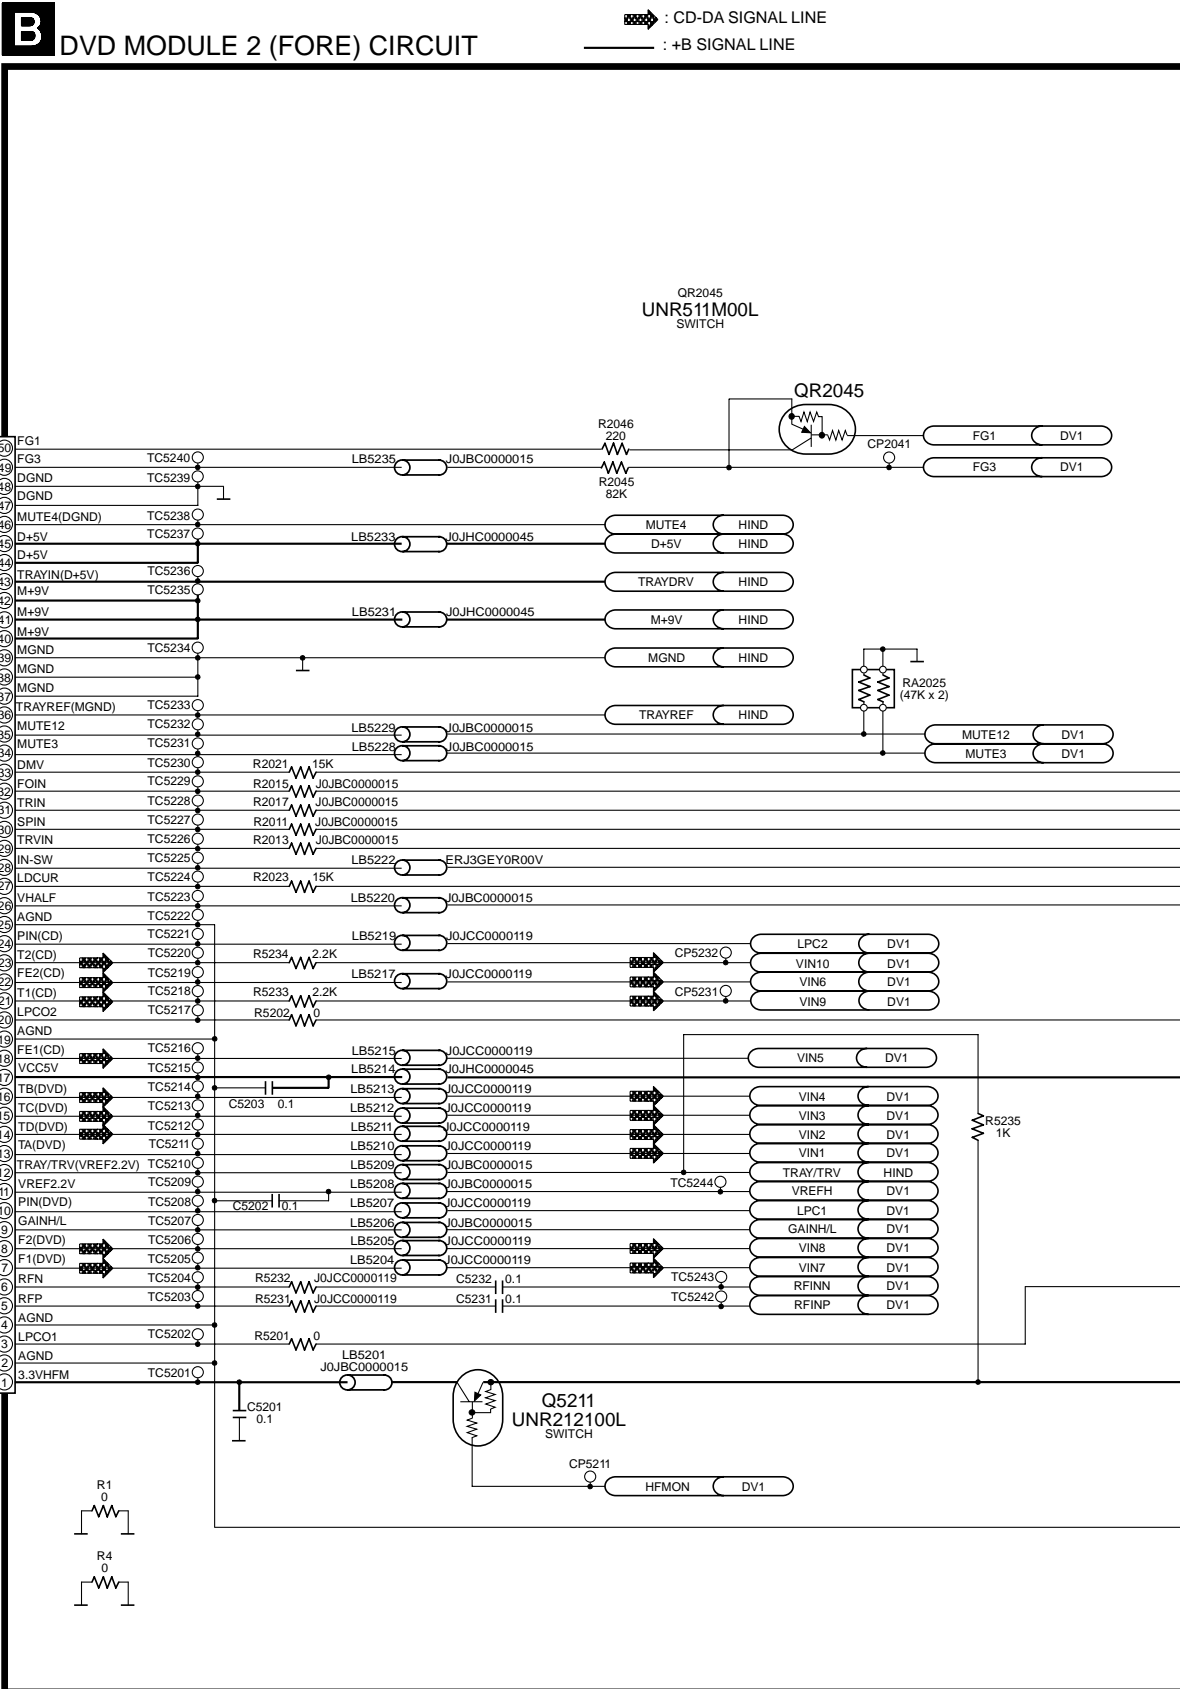 B DVD MODULE 2 (FORE) CIRCUIT
: CD-DA SIGNAL LINE
: +B SIGNAL LINE
QR2045
UNR511M00L
SWITCH
QR2045
R2046
220
FG1
CP2041
FG1 DV1
49 FG3 TC5240 LB5235 J0JBC0000015
R2045
82K
FG3 DV1
48 DGND TC5239
47 DGND
46 MUTE4(DGND) TC5238 MUTE4 HIND
45 D+5V TC5237 LB5233 J0JHC0000045 D+5V HIND
44 D+5V
43 TRAYIN(D+5V) TC5236 TRAYDRV HIND
42 M+9V TC5235
41 M+9V LB5231 J0JHC0000045 M+9V HIND
40 M+9V
39 MGND TC5234 MGND HIND
38 MGND
37 MGND
RA2025
(47K x 2)
36 TRAYREF(MGND) TC5233 TRAYREF HIND
35 MUTE12 TC5232 LB5229 J0JBC0000015 MUTE12 DV1
34 MUTE3 TC5231 LB5228 J0JBC0000015 MUTE3 DV1
33 DMV TC5230 R2021 15K
32 FOIN TC5229 R2015 J0JBC0000015
31 TRIN TC5228 R2017 J0JBC0000015
30 SPIN TC5227 R2011 J0JBC0000015
29 TRVIN TC5226 R2013 J0JBC0000015
28 IN-SW TC5225 LB5222 ERJ3GEY0R00V
27 LDCUR TC5224 R2023 15K
26 VHALF TC5223 LB5220 J0JBC0000015
25 AGND TC5222
24 PIN(CD) TC5221 LB5219 J0JCC0000119 LPC2 DV1
23 T2(CD) TC5220 R5234 2.2K CP5232 VIN10 DV1
22 FE2(CD) TC5219 LB5217 J0JCC0000119 VIN6 DV1
21 T1(CD) TC5218 R5233 2.2K CP5231 VIN9 DV1
20 LPCO2 TC5217 R5202 0
19 AGND
18 FE1(CD) TC5216 LB5215 J0JCC0000119 VIN5 DV1
17 VCC5V TC5215 LB5214 J0JHC0000045
16 TB(DVD) TC5214 LB5213 J0JCC0000119 VIN4 DV1
C5203 0.1
15 TC(DVD) TC5213 LB5212 J0JCC0000119 VIN3 DV1
R5235
1K
14 TD(DVD) TC5212 LB5211 J0JCC0000119 VIN2 DV1
13 TA(DVD) TC5211 LB5210 J0JCC0000119 VIN1 DV1
12 TRAY/TRV(VREF2.2V) TC5210 LB5209 J0JBC0000015 TRAY/TRV HIND
11 VREF2.2V TC5209 LB5208 J0JBC0000015 TC5244 VREFH DV1
C5202 0.1
10 PIN(DVD) TC5208 LB5207 J0JCC0000119 LPC1 DV1
9 GAINH/L TC5207 LB5206 J0JBC0000015 GAINH/L DV1
8 F2(DVD) TC5206 LB5205 J0JCC0000119 VIN8 DV1
7 F1(DVD) TC5205 LB5204 J0JCC0000119 VIN7 DV1
6 RFN TC5204 R5232 J0JCC0000119 C5232 0.1 TC5243 RFINN DV1
5 RFP TC5203 R5231 J0JCC0000119 C5231 0.1 TC5242 RFINP DV1
4 AGND
3 LPCO1 TC5202 R5201 0
2 AGND
1 3.3VHFM TC5201
LB5201
J0JBC0000015
C5201
0.1
Q5211
UNR212100L
SWITCH
CP5211
HFMON DV1
R1
0
R4
0